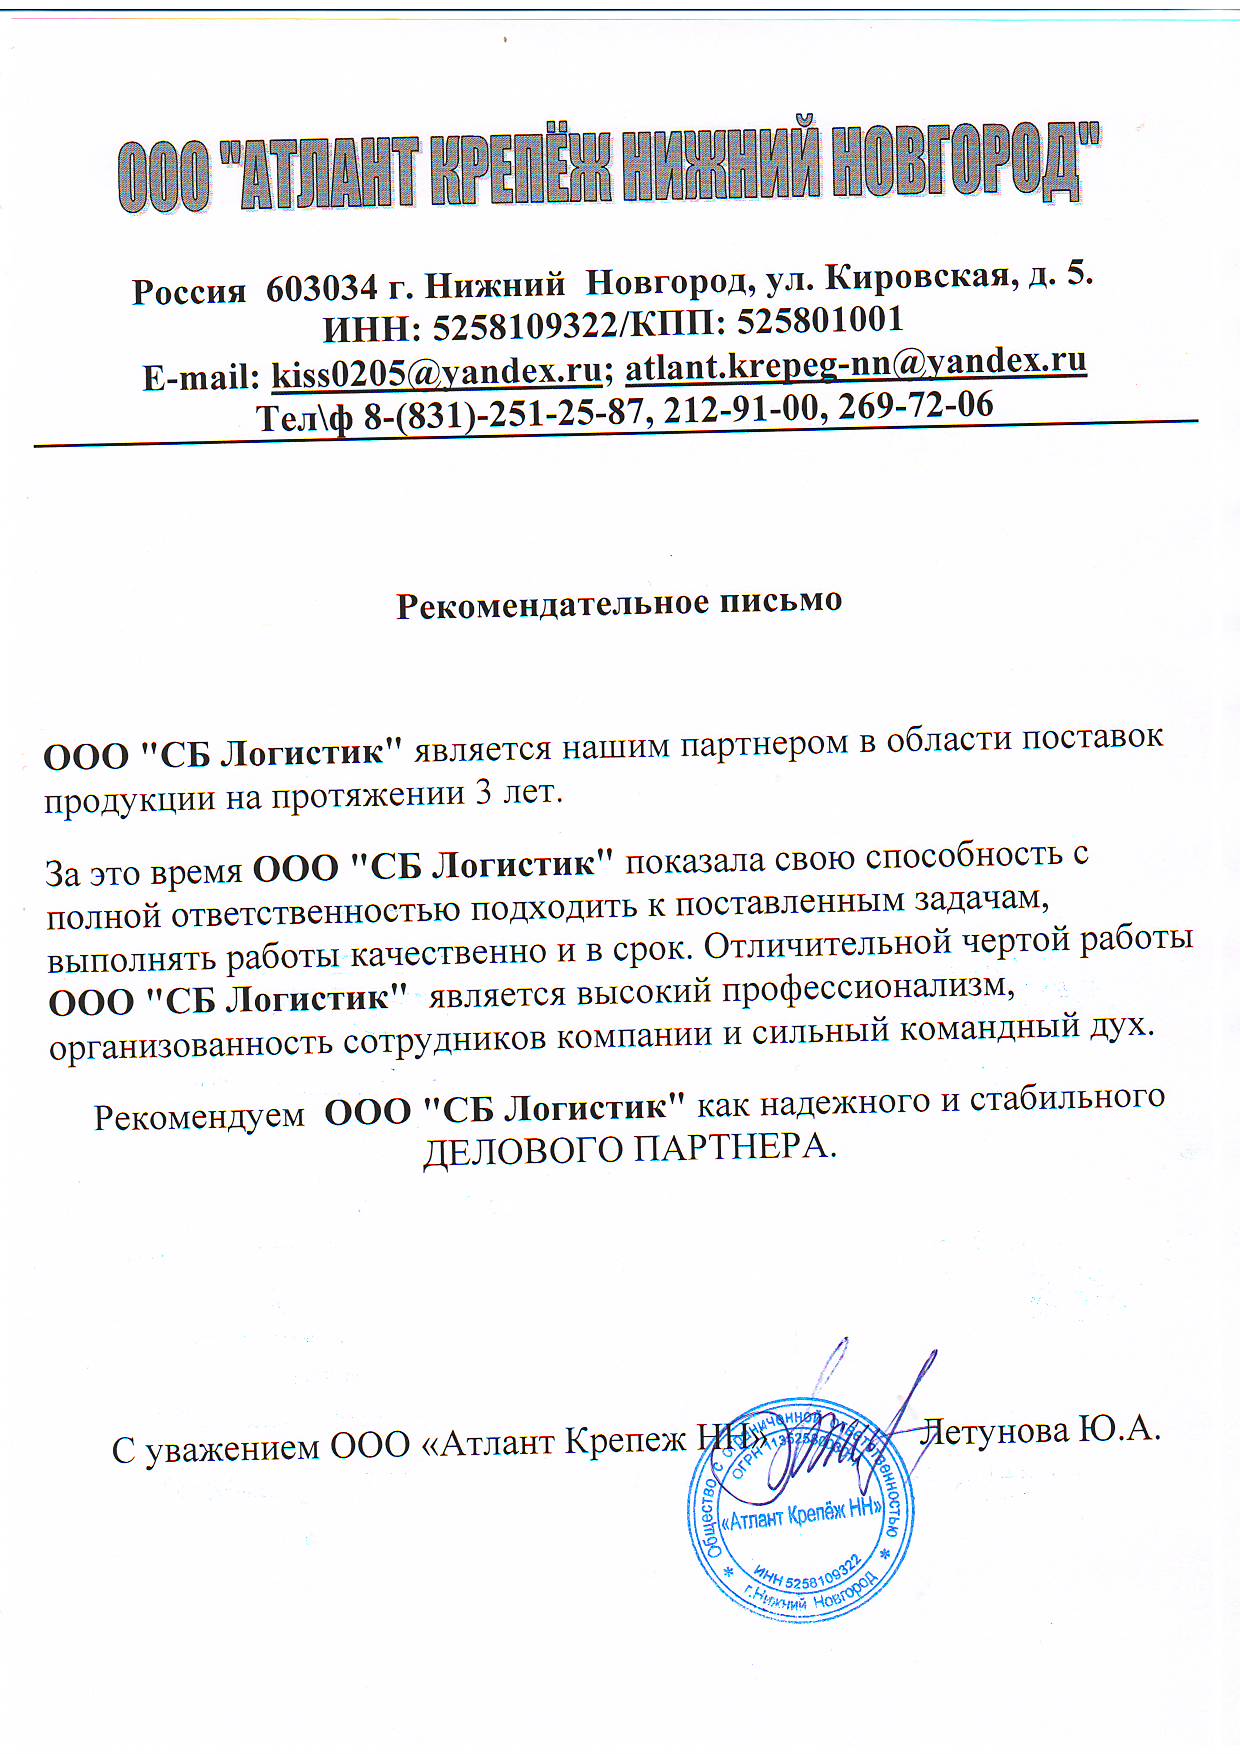 ООО "АТЛАНТ КРЕПЁЖ НИЖНИЙ НОВГОРОД"
Россия 603034 г. Нижний Новгород, ул. Кировская, д. 5.
ИНН: 5258109322/КПП: 525801001
E-mail: kiss0205@yandex.ru; atlant.krepeg-nn@yandex.ru
Тел\ф 8-(831)-251-25-87, 212-91-00, 269-72-06
Рекомендательное письмо
ООО "СБ Логистик" является нашим партнером в области поставок
продукции на протяжении 3 лет.
За это время ООО "СБ Логистик" показала свою способность с
полной ответственностью подходить к поставленным задачам,
выполнять работы качественно и в срок. Отличительной чертой работы
ООО "СБ Логистик" является высокий профессионализм,
организованность сотрудников компании и сильный командный дух.
Рекомендуем ООО "СБ Логистик" как надежного и стабильного
ДЕЛОВОГО ПАРТНЕРА.
С уважением ООО «Атлант Крепеж НН» Летунова Ю.А.
Общество с ограниченной ответственностью
ОГРН
«Атлант Крепёж НН»
ИНН 5258109322
г.Нижний Новгород